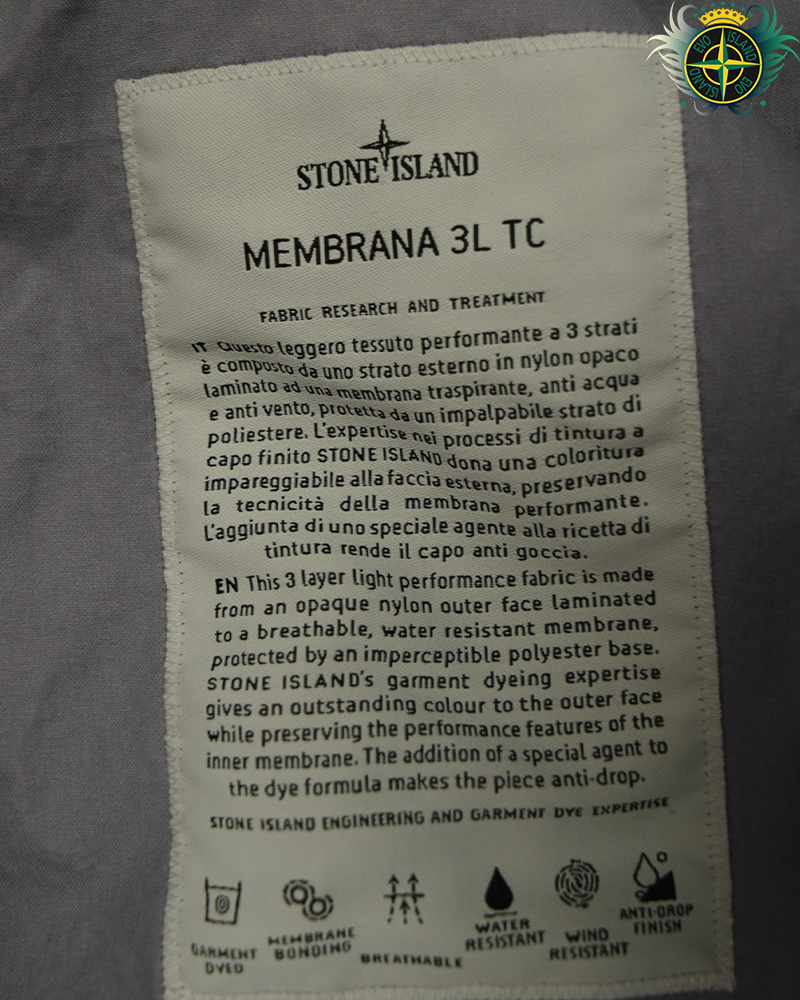 EVO ISLAND
EVO ISLAND
STONE ISLAND
MEMBRANA 3L TC
FABRIC RESEARCH AND TREATMENT
IT Questo leggero tessuto performante a 3 strati
è composto da uno strato esterno in nylon opaco
laminato ad una membrana traspirante, anti acqua
e anti vento, protetta da un impalpabile strato di
poliestere. L'expertise nei processi di tintura a
capo finito STONE ISLAND dona una coloritura
impareggiabile alla faccia esterna, preservando
la tecnicità della membrana performante.
L'aggiunta di uno speciale agente alla ricetta di
tintura rende il capo anti goccia.
EN This 3 layer light performance fabric is made
from an opaque nylon outer face laminated
to a breathable, water resistant membrane,
protected by an imperceptible polyester base.
STONE ISLAND's garment dyeing expertise
gives an outstanding colour to the outer face
while preserving the performance features of the
inner membrane. The addition of a special agent to
the dye formula makes the piece anti-drop.
STONE ISLAND ENGINEERING AND GARMENT DYE EXPERTISE
GARMENT
DYED
MEMBRANE
BONDING
BREATHABLE
WATER
RESISTANT
WIND
RESISTANT
ANTI-DROP
FINISH